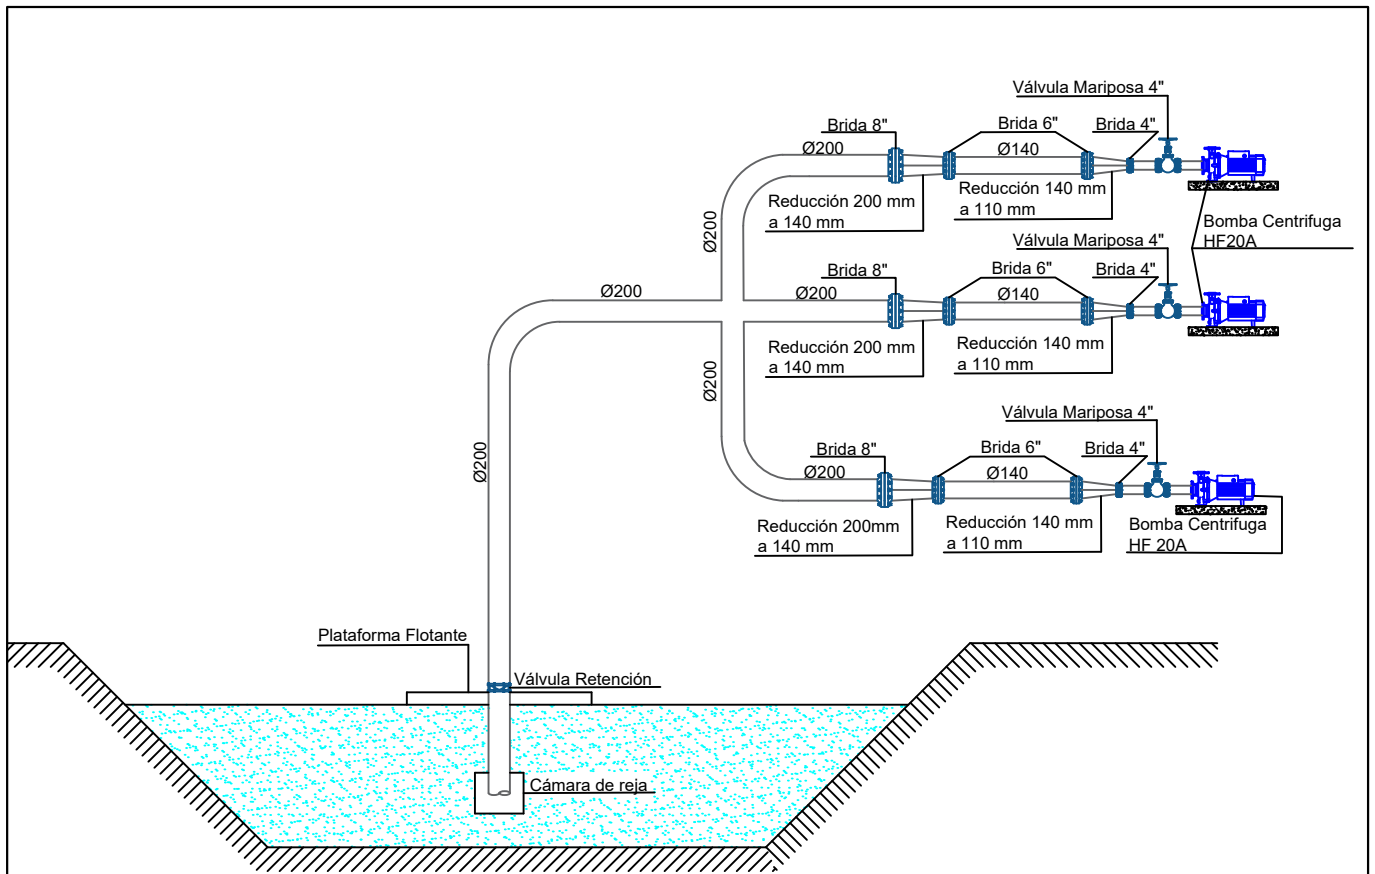 Válvula Mariposa 4"
Brida 8"
Brida 6"
Brida 4"
Ø200
Ø140
Reducción 200 mm
a 140 mm
Reducción 140 mm
a 110 mm
Bomba Centrifuga
HF20A
Ø200
Válvula Mariposa 4"
Brida 8"
Brida 6"
Brida 4"
Ø200
Ø200
Ø140
Reducción 200 mm
a 140 mm
Reducción 140 mm
a 110 mm
Ø200
Válvula Mariposa 4"
Brida 8"
Brida 6"
Brida 4"
Ø200
Ø200
Ø140
Reducción 200mm
a 140 mm
Reducción 140 mm
a 110 mm
Bomba Centrifuga
HF 20A
Plataforma Flotante
Válvula Retención
Cámara de reja